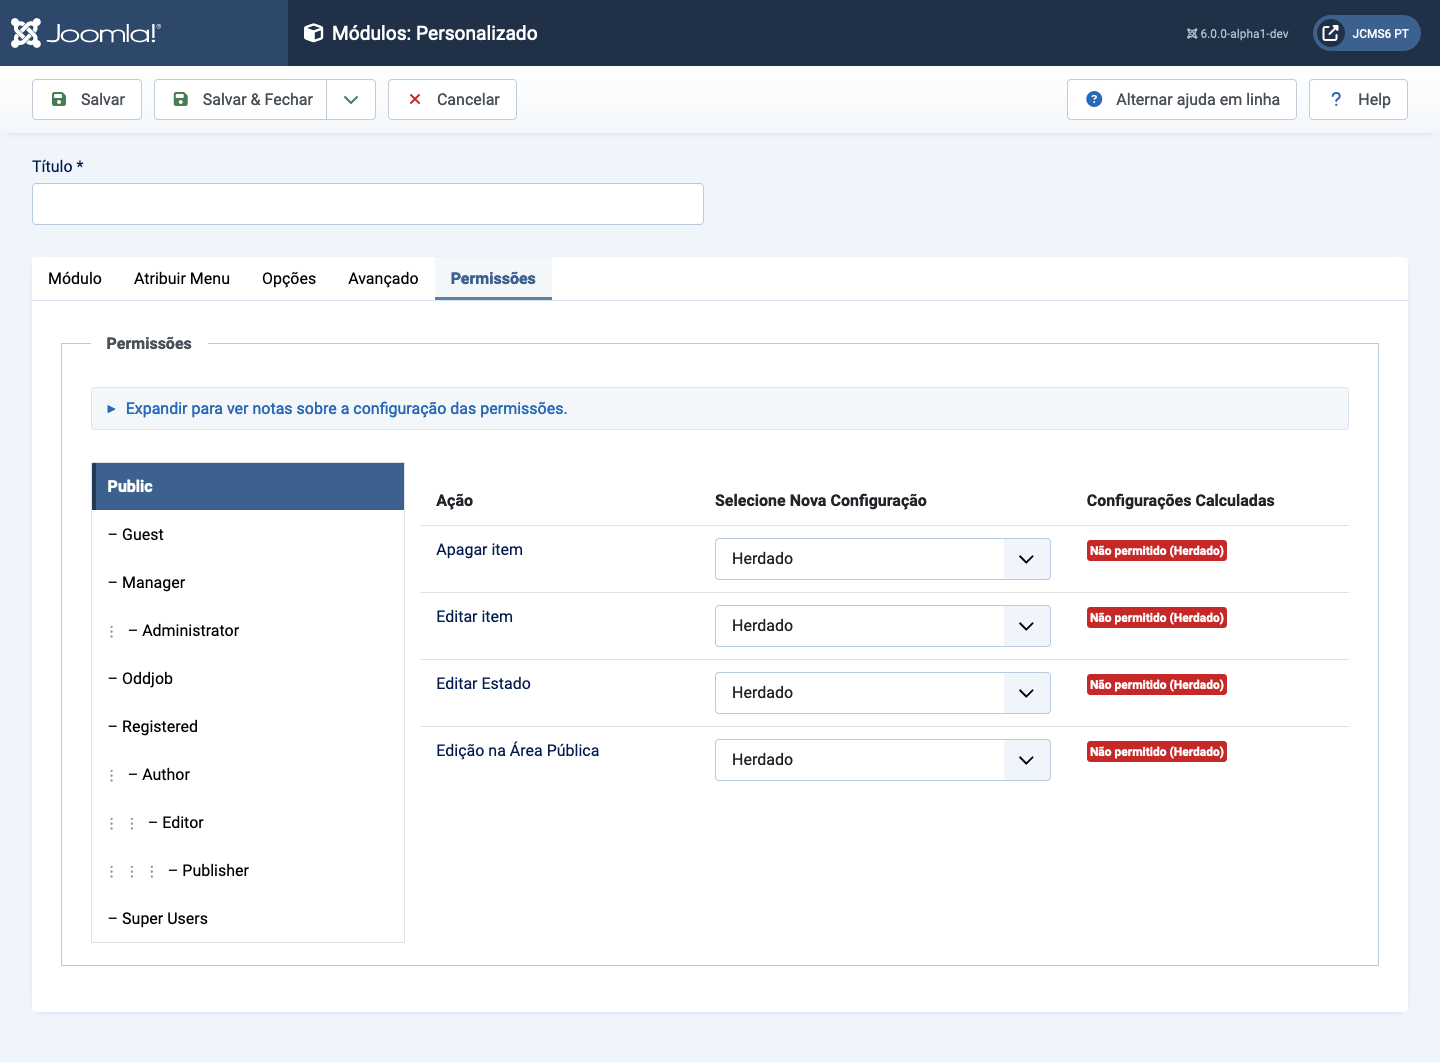 Joomla!®
Módulos: Personalizado
6.0.0-alpha1-dev
JCMS6 PT
Salvar
Salvar & Fechar
Cancelar
Alternar ajuda em linha
? Help
Título *
Módulo Atribuir Menu Opções Avançado Permissões
Permissões
Expandir para ver notas sobre a configuração das permissões.
Public
– Guest
– Manager
– Administrator
– Oddjob
– Registered
– Author
– Editor
– Publisher
– Super Users
Ação Selecione Nova Configuração Configurações Calculadas
Apagar item Herdado Não permitido (Herdado)
Editar item Herdado Não permitido (Herdado)
Editar Estado Herdado Não permitido (Herdado)
Edição na Área Pública Herdado Não permitido (Herdado)